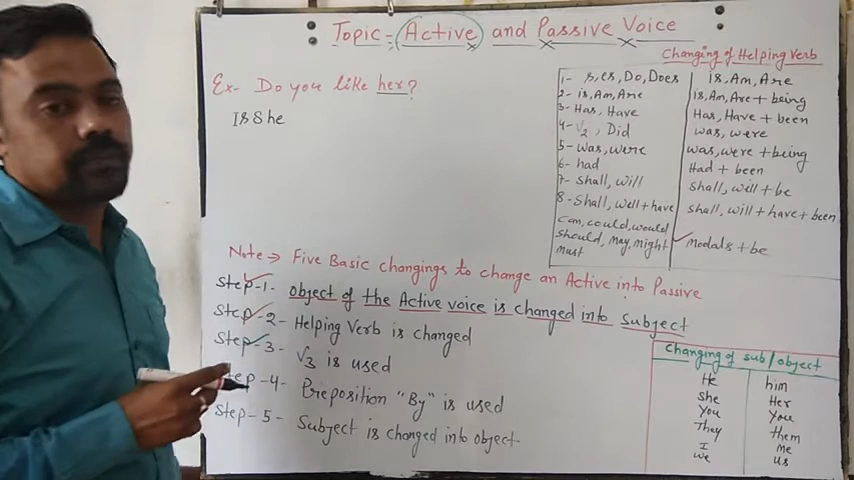 Topic - Active and Passive Voice
Ex- Do you like her?
Is She
Changing of Helping Verb
1- s, es, Do, Does | is, Am, Are
2- is, Am, Are | is, Am, Are + being
3- Has, Have | Has, Have + been
4- V2, Did | was, were
5- was, were | was, were + being
6- had | Had + been
7- Shall, will | Shall, will + be
8- Shall, Will + have | shall, will + have + been
can, could, would
should, may, might | Modals + be
must
Note → Five Basic changings to change an Active into Passive
Step-1- object of the Active voice is changed into Subject
Step-2- Helping Verb is changed
Step-3- V3 is used
Step-4- Preposition "By" is used
Step-5- Subject is changed into object
Changing of sub/object
He him
She Her
You You
They them
I me
we us